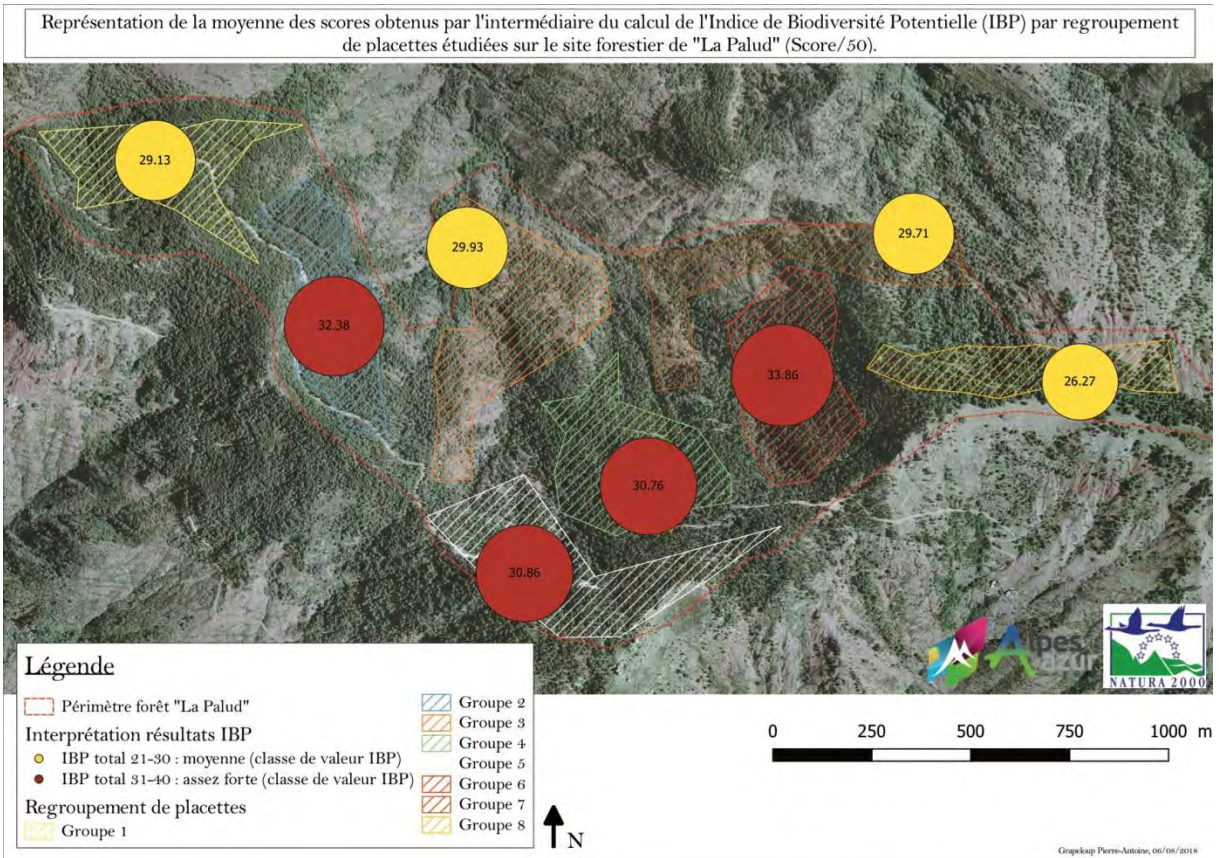 Représentation de la moyenne des scores obtenus par l'intermédiaire du calcul de l'Indice de Biodiversité Potentielle (IBP) par regroupement
de placettes étudiées sur le site forestier de "La Palud" (Score/50).
29.13
29.93
29.71
32.38
33.86
26.27
30.76
30.86
Légende
Périmètre forêt "La Palud"
Interprétation résultats IBP
IBP total 21-30 : moyenne (classe de valeur IBP)
IBP total 31-40 : assez forte (classe de valeur IBP)
Regroupement de placettes
Groupe 1
Groupe 2
Groupe 3
Groupe 4
Groupe 5
Groupe 6
Groupe 7
Groupe 8
N
Alpes
azur
NATURA 2000
0 250 500 750 1000 m
Grapeloup Pierre-Antoine, 06/08/2018